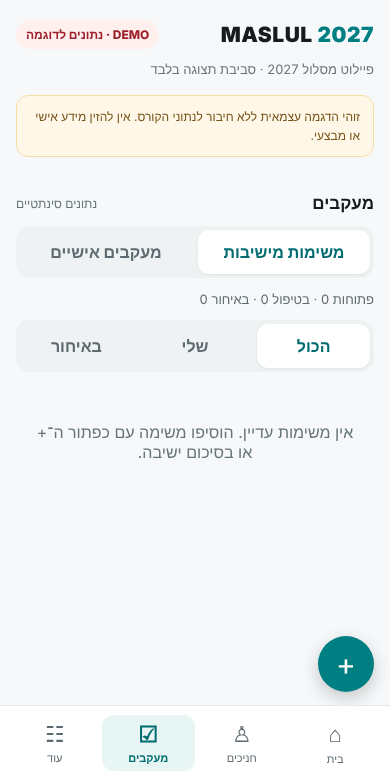 MASLUL 2027
DEMO · נתונים לדוגמה
פיילוט מסלול 2027 · סביבת תצוגה בלבד
זוהי הדגמה עצמאית ללא חיבור לנתוני הקורס. אין להזין מידע אישי
או מבצעי.
מעקבים
נתונים סינתטיים
משימות מישיבות
מעקבים אישיים
פתוחות 0 · בטיפול 0 · באיחור 0
הכול
שלי
באיחור
אין משימות עדיין. הוסיפו משימה עם כפתור ה־+
או בסיכום ישיבה.
+
בית
חניכים
מעקבים
עוד